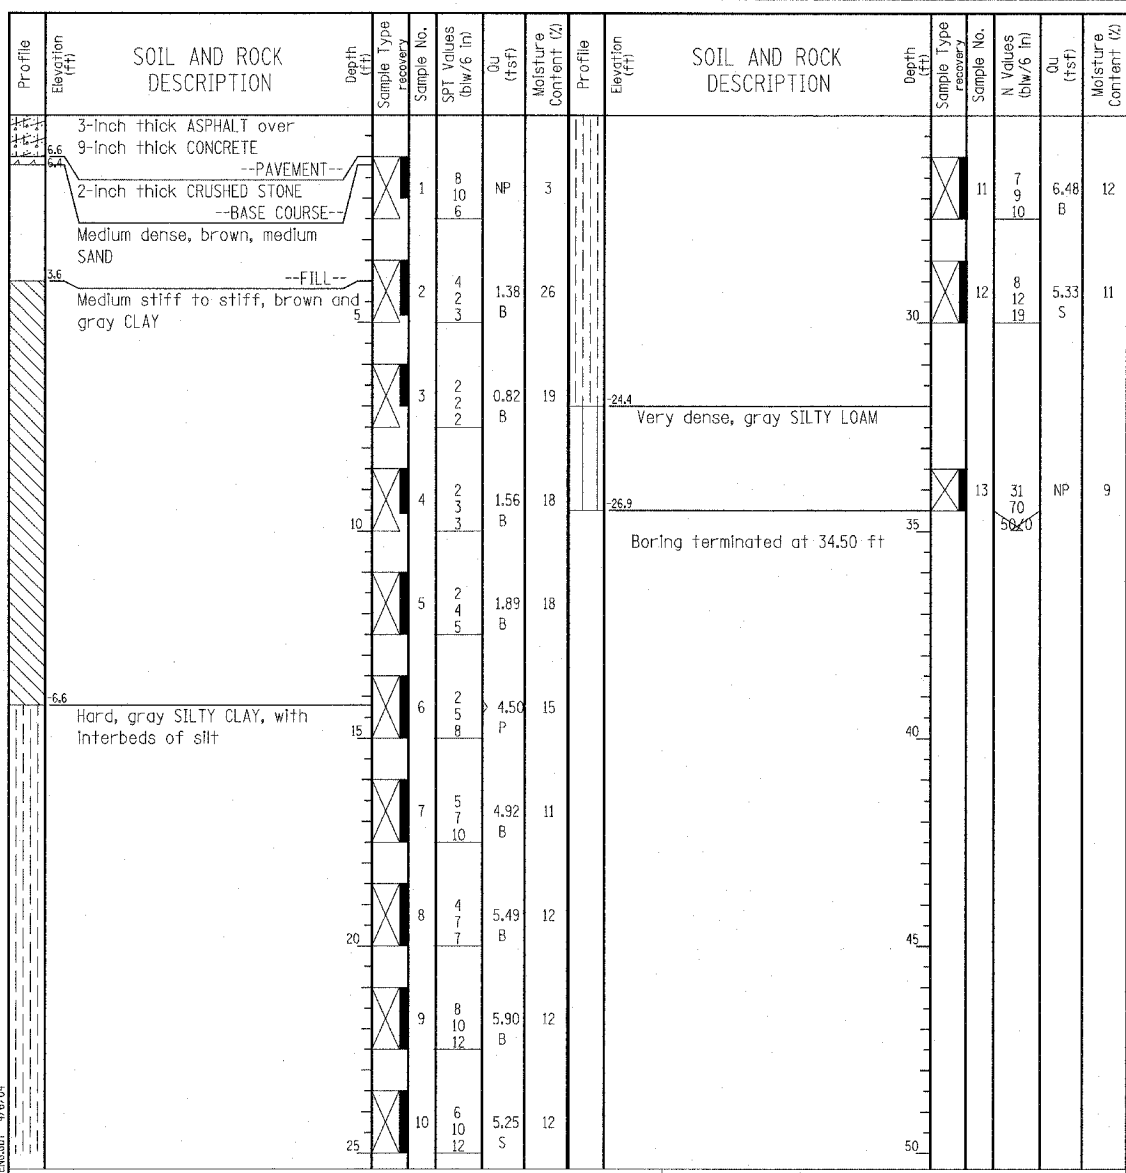 Profile
Elevation
(ft)
SOIL AND ROCK
DESCRIPTION
Depth
(ft)
Sample Type
recovery
Sample No.
SPT Values
(blw/6 in)
Qu
(tsf)
Moisture
Content (%)
Profile
Elevation
(ft)
SOIL AND ROCK
DESCRIPTION
Depth
(ft)
Sample Type
recovery
Sample No.
N Values
(blw/6 in)
Qu
(tsf)
Moisture
Content (%)
3-inch thick ASPHALT over
6.6 9-inch thick CONCRETE
6.4 --PAVEMENT--
2-inch thick CRUSHED STONE
--BASE COURSE--
1
8
10
6
NP
3
Medium dense, brown, medium
SAND
3.6 --FILL--
Medium stiff to stiff, brown and
gray CLAY
5
2
4
2
3
1.38
B
26
3
2
2
2
0.82
B
19
4
2
3
3
1.56
B
18
10
5
2
4
5
1.89
B
18
-6.6
Hard, gray SILTY CLAY, with
interbeds of silt
15
6
2
5
8
> 4.50
P
15
7
5
7
10
4.92
B
11
8
4
7
7
5.49
B
12
20
9
8
10
12
5.90
B
12
10
6
10
12
5.25
S
12
25
11
7
9
10
6.48
B
12
12
8
12
19
5.33
S
11
30
-24.4
Very dense, gray SILTY LOAM
13
31
70
50/0
NP
9
-26.9
35
Boring terminated at 34.50 ft
40
45
50